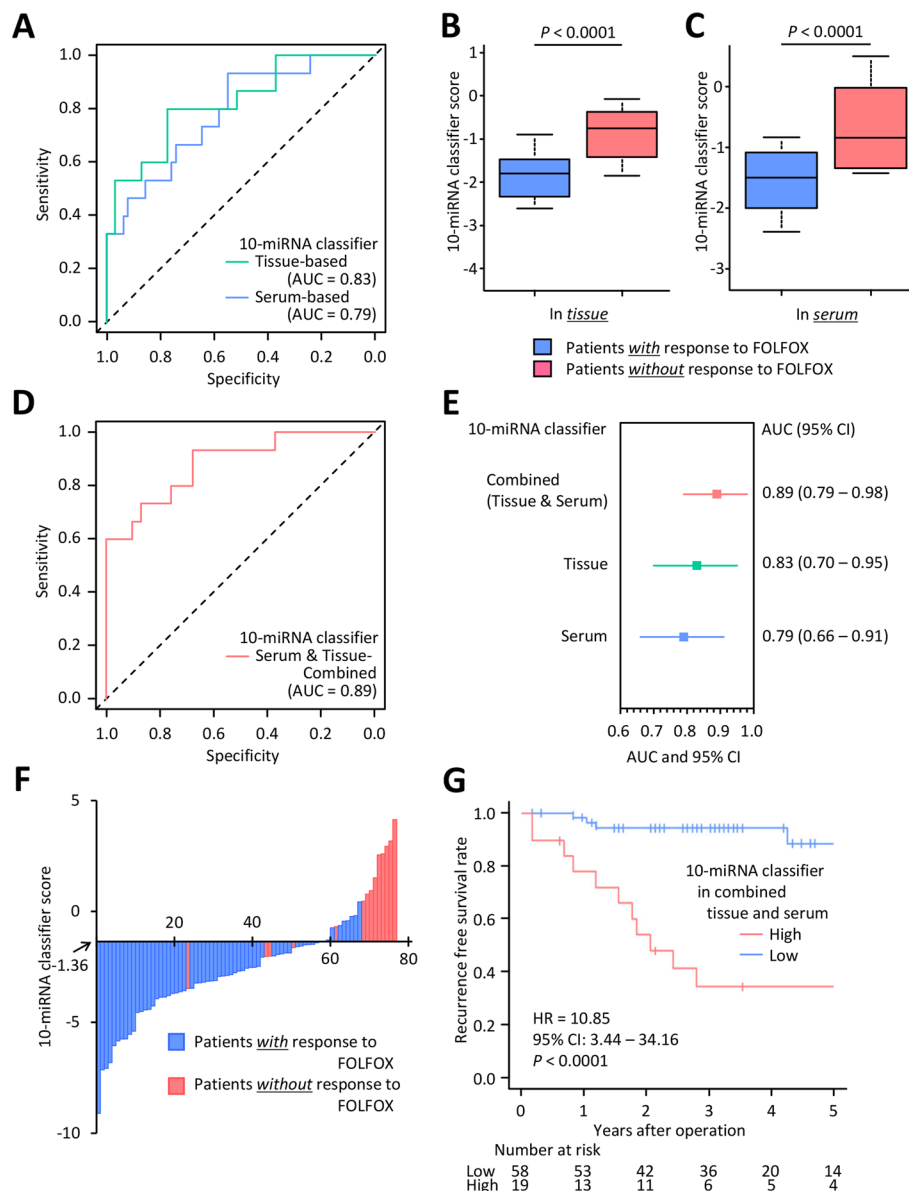 A
1.0
0.8
0.6
0.4
0.2
0.0
Sensitivity
10-miRNA classifier
Tissue-based
(AUC = 0.83)
Serum-based
(AUC = 0.79)
1.0
0.8
0.6
0.4
0.2
0.0
Specificity
B
P < 0.0001
1
0
-1
-2
-3
-4
10-miRNA classifier score
In tissue
C
P < 0.0001
0
-1
-2
-3
10-miRNA classifier score
In serum
Patients with response to FOLFOX
Patients without response to FOLFOX
D
1.0
0.8
0.6
0.4
0.2
0.0
Sensitivity
10-miRNA classifier
Serum & Tissue-
Combined
(AUC = 0.89)
1.0
0.8
0.6
0.4
0.2
0.0
Specificity
E
10-miRNA classifier
AUC (95% CI)
Combined
(Tissue & Serum)
0.89 (0.79 – 0.98)
Tissue
0.83 (0.70 – 0.95)
Serum
0.79 (0.66 – 0.91)
0.6 0.7 0.8 0.9 1.0
AUC and 95% CI
F
5
0
-1.36
-5
-10
10-miRNA classifier score
20
40
60
80
Patients with response to
FOLFOX
Patients without response to
FOLFOX
G
1.0
0.8
0.6
0.4
0.2
0.0
Recurrence free survival rate
10-miRNA classifier
in combined
tissue and serum
High
Low
HR = 10.85
95% CI: 3.44 – 34.16
P < 0.0001
0 1 2 3 4 5
Years after operation
Number at risk
Low 58 53 42 36 20 14
High 19 13 11 6 5 4